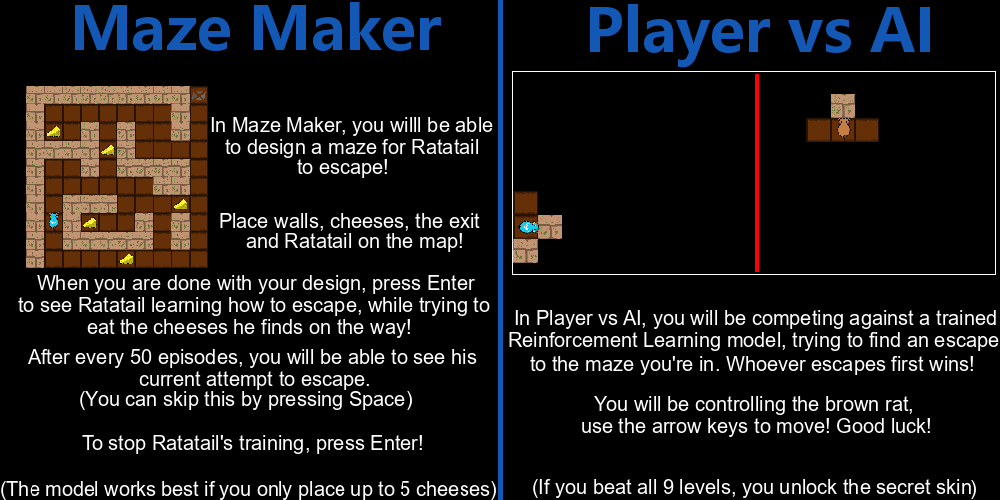 Maze Maker
In Maze Maker, you willl be able
to design a maze for Ratatail
to escape!
Place walls, cheeses, the exit
and Ratatail on the map!
When you are done with your design, press Enter
to see Ratatail learning how to escape, while trying to
eat the cheeses he finds on the way!
After every 50 episodes, you will be able to see his
current attempt to escape.
(You can skip this by pressing Space)
To stop Ratatail's training, press Enter!
(The model works best if you only place up to 5 cheeses)
Player vs AI
In Player vs AI, you will be competing against a trained
Reinforcement Learning model, trying to find an escape
to the maze you're in. Whoever escapes first wins!
You will be controlling the brown rat,
use the arrow keys to move! Good luck!
(If you beat all 9 levels, you unlock the secret skin)